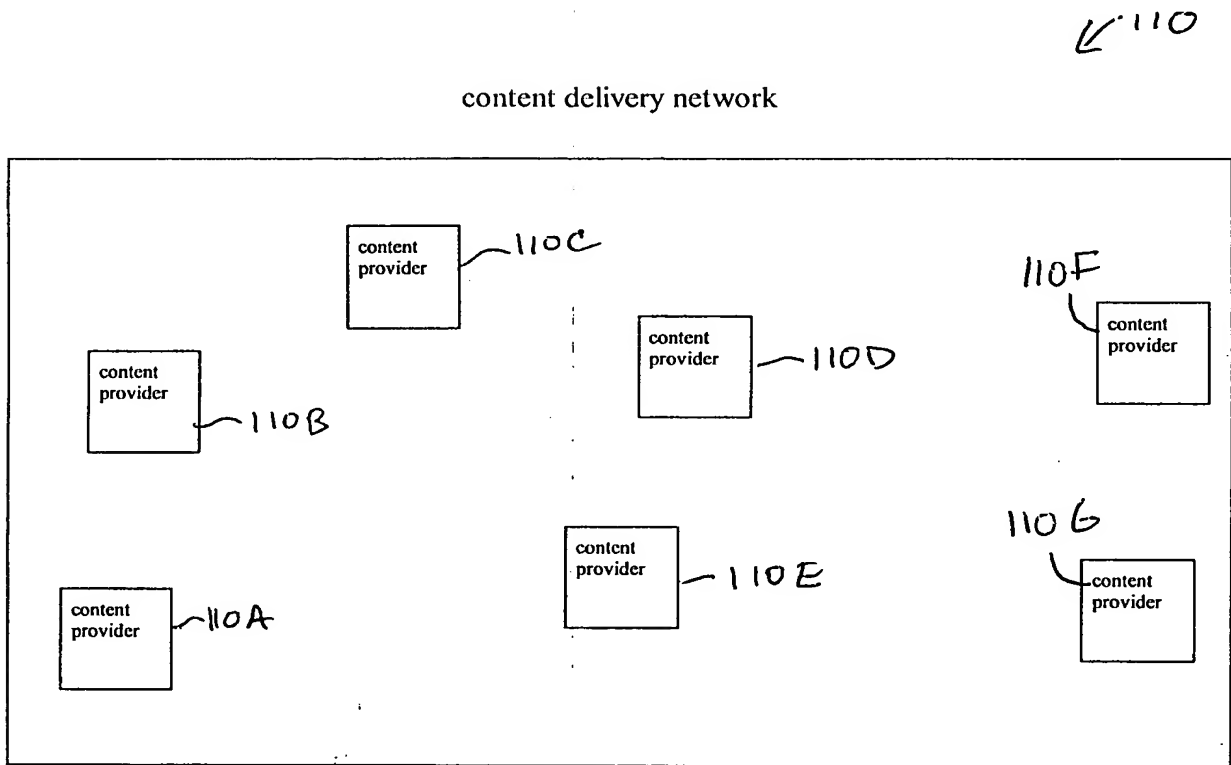 110
content delivery network
content
provider
110C
110F
content
provider
content
provider
110D
content
provider
110B
110G
content
provider
110E
content
provider
content
provider
110A